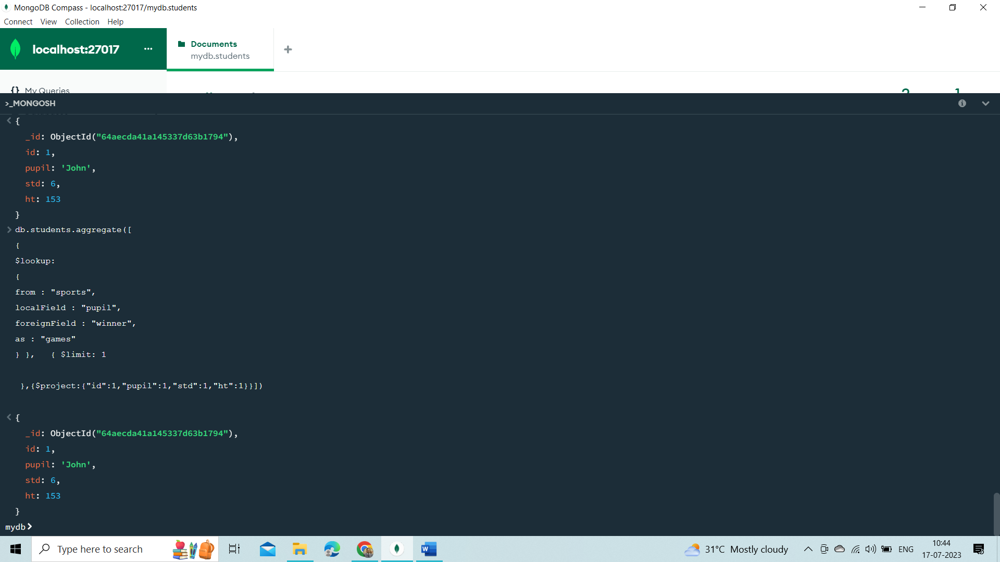 MongoDB Compass - localhost:27017/mydb.students
Connect View Collection Help
localhost:27017 ...
Documents
mydb.students
+
{} My Queries
>_MONGOSH
{
_id: ObjectId("64aecda41a145337d63b1794"),
id: 1,
pupil: 'John',
std: 6,
ht: 153
}
db.students.aggregate([
{
$lookup:
{
from : "sports",
localField : "pupil",
foreignField : "winner",
as : "games"
} }, { $limit: 1
},{$project:{"id":1,"pupil":1,"std":1,"ht":1}}])
{
_id: ObjectId("64aecda41a145337d63b1794"),
id: 1,
pupil: 'John',
std: 6,
ht: 153
}
mydb>
Type here to search
31°C Mostly cloudy
ENG
10:44
17-07-2023